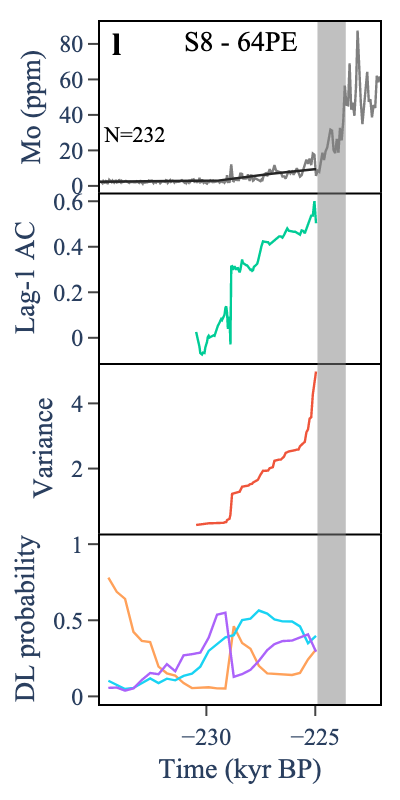 l
S8 - 64PE
Mo (ppm)
80
60
40
20
0
N=232
Lag-1 AC
0.6
0.4
0.2
0
Variance
4
2
DL probability
1
0.5
0
−230
−225
Time (kyr BP)